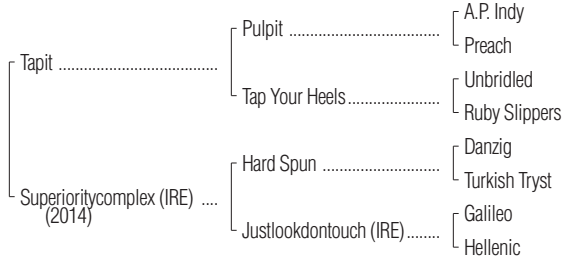 A.P. Indy
Pulpit
Preach
Tapit
Unbridled
Tap Your Heels
Ruby Slippers
Danzig
Hard Spun
Turkish Tryst
Superioritycomplex (IRE)
(2014)
Galileo
Justlookdontouch (IRE)
Hellenic